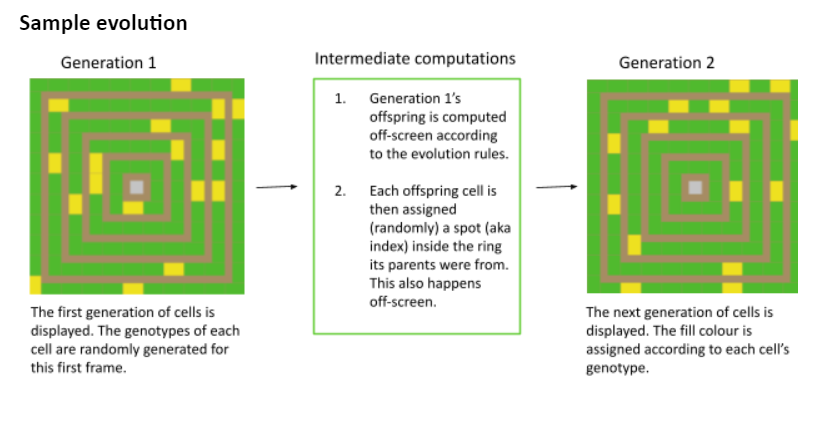 Sample evolution
Generation 1
Intermediate computations
Generation 2
1. Generation 1's
offspring is computed
off-screen according
to the evolution rules.
2. Each offspring cell is
then assigned
(randomly) a spot (aka
index) inside the ring
its parents were from.
This also happens
off-screen.
The first generation of cells is
displayed. The genotypes of each
cell are randomly generated for
this first frame.
The next generation of cells is
displayed. The fill colour is
assigned according to each cell's
genotype.